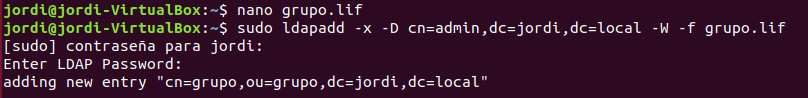 jordi@jordi-VirtualBox:~$ nano grupo.lif
jordi@jordi-VirtualBox:~$ sudo ldapadd -x -D cn=admin,dc=jordi,dc=local -W -f grupo.lif
[sudo] contraseña para jordi:
Enter LDAP Password:
adding new entry "cn=grupo,ou=grupo,dc=jordi,dc=local"